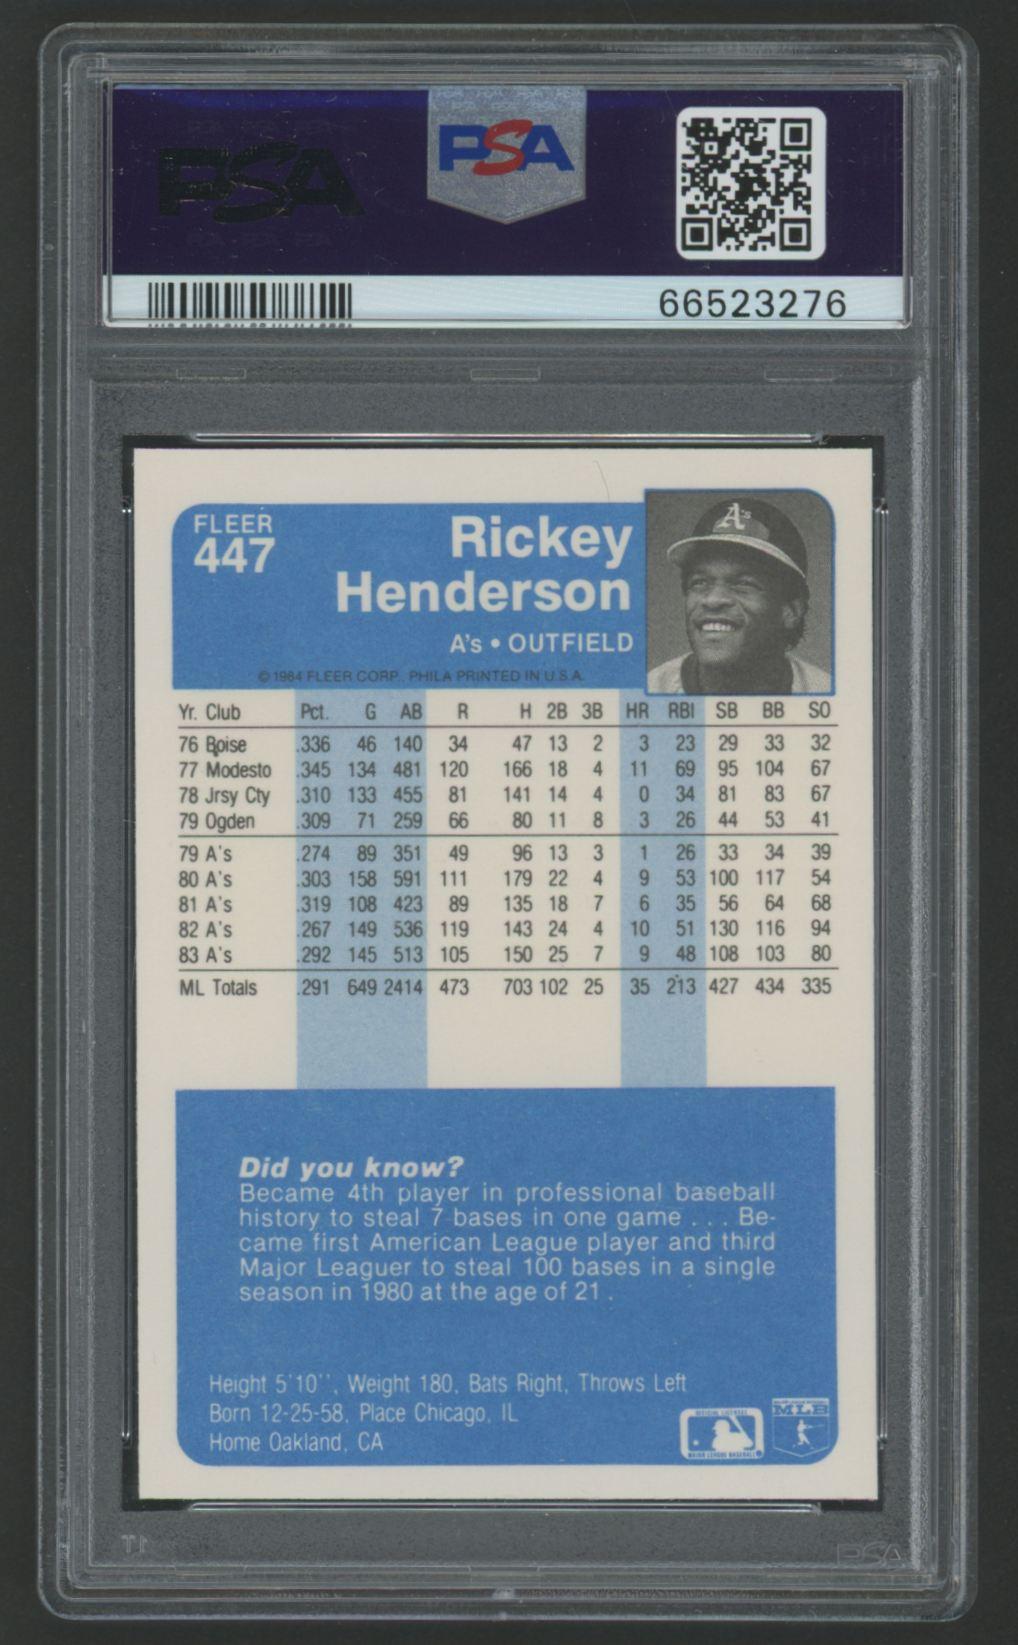 PSA
PSA
66523276
FLEER
447
Rickey
Henderson
A's • OUTFIELD
© 1984 FLEER CORP., PHILA PRINTED IN U.S.A.
Yr. Club Pct. G AB R H 2B 3B HR RBI SB BB SO
76 Boise .336 46 140 34 47 13 2 3 23 29 33 32
77 Modesto .345 134 481 120 166 18 4 11 69 95 104 67
78 Jrsy Cty .310 133 455 81 141 14 4 0 34 81 83 67
79 Ogden .309 71 259 66 80 11 8 3 26 44 53 41
79 A's .274 89 351 49 96 13 3 1 26 33 34 39
80 A's .303 158 591 111 179 22 4 9 53 100 117 54
81 A's .319 108 423 89 135 18 7 6 35 56 64 68
82 A's .267 149 536 119 143 24 4 10 51 130 116 94
83 A's .292 145 513 105 150 25 7 9 48 108 103 80
ML Totals .291 649 2414 473 703 102 25 35 213 427 434 335
Did you know?
Became 4th player in professional baseball
history to steal 7 bases in one game . . . Be-
came first American League player and third
Major Leaguer to steal 100 bases in a single
season in 1980 at the age of 21 .
Height 5'10'', Weight 180, Bats Right, Throws Left
Born 12-25-58, Place Chicago, IL
Home Oakland, CA
MLB
MAJOR LEAGUE BASEBALL
PSA